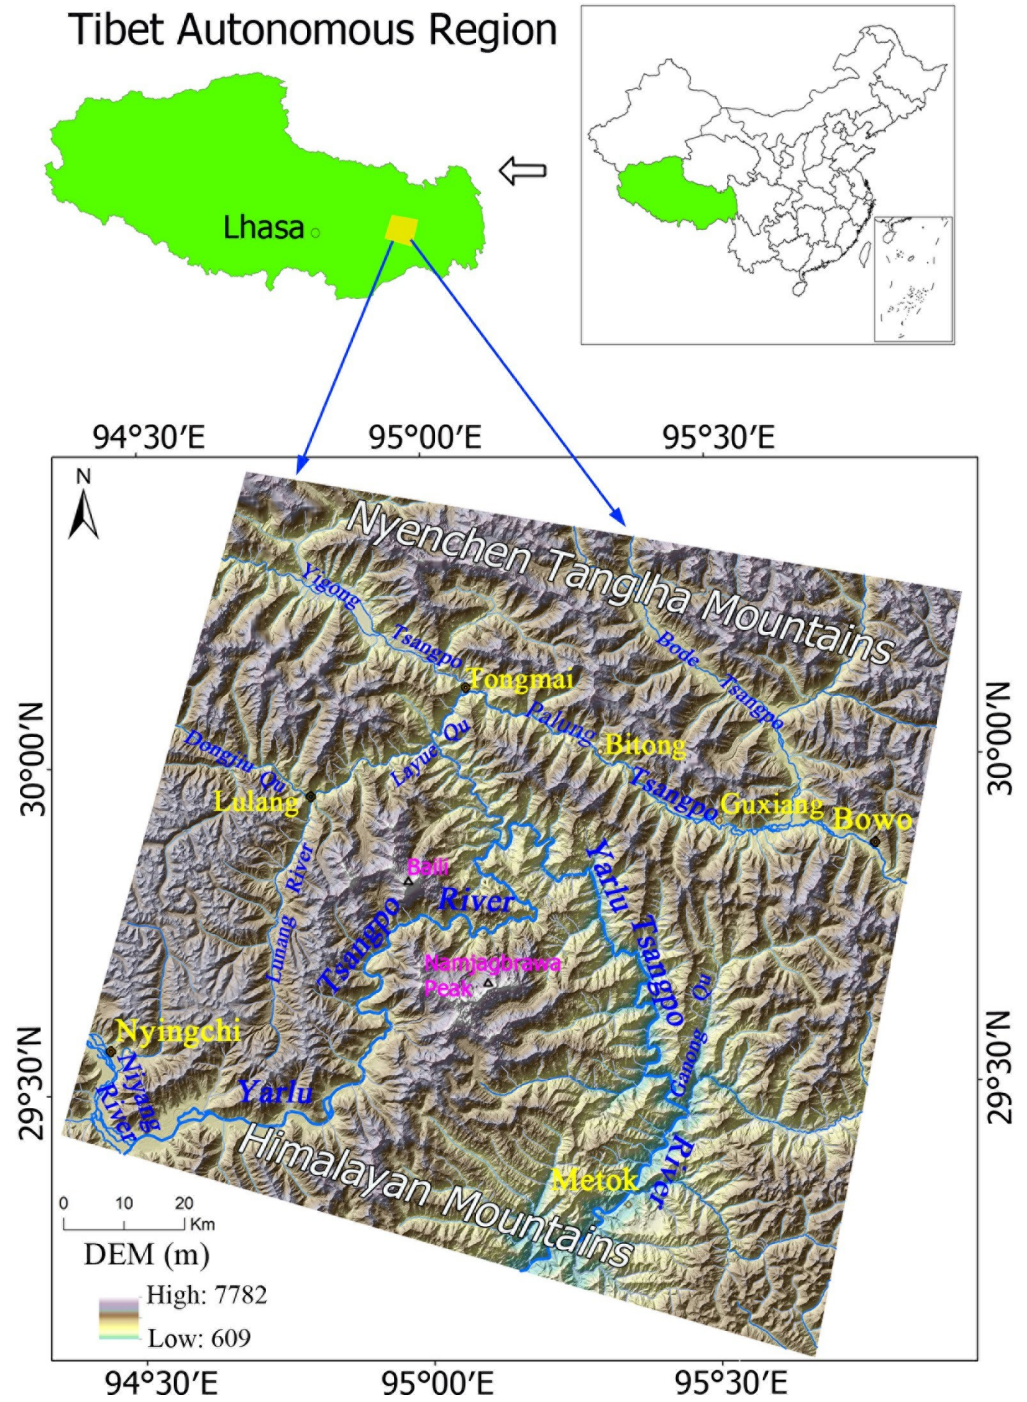 Tibet Autonomous Region
Lhasa
94°30′E 95°00′E 95°30′E
N
Nyenchen Tanglha Mountains
Yigong
Tsangpo
Bode
Tsangpo
Tongmai
30°00′N
30°00′N
Palung
Bitong
Layue Qu
Dongjiu Qu
Lulang
Tsangpo
Guxiang
Bowo
Baili
River
Yarlu Tsangpo
Lunang River
Tsangpo
Namjagbrawa
Peak
Qu
Ganong
Nyingchi
29°30′N
29°30′N
Niyang
River
Yarlu
Himalayan Mountains
River
Metok
0 10 20
Km
DEM (m)
High: 7782
Low: 609
94°30′E 95°00′E 95°30′E